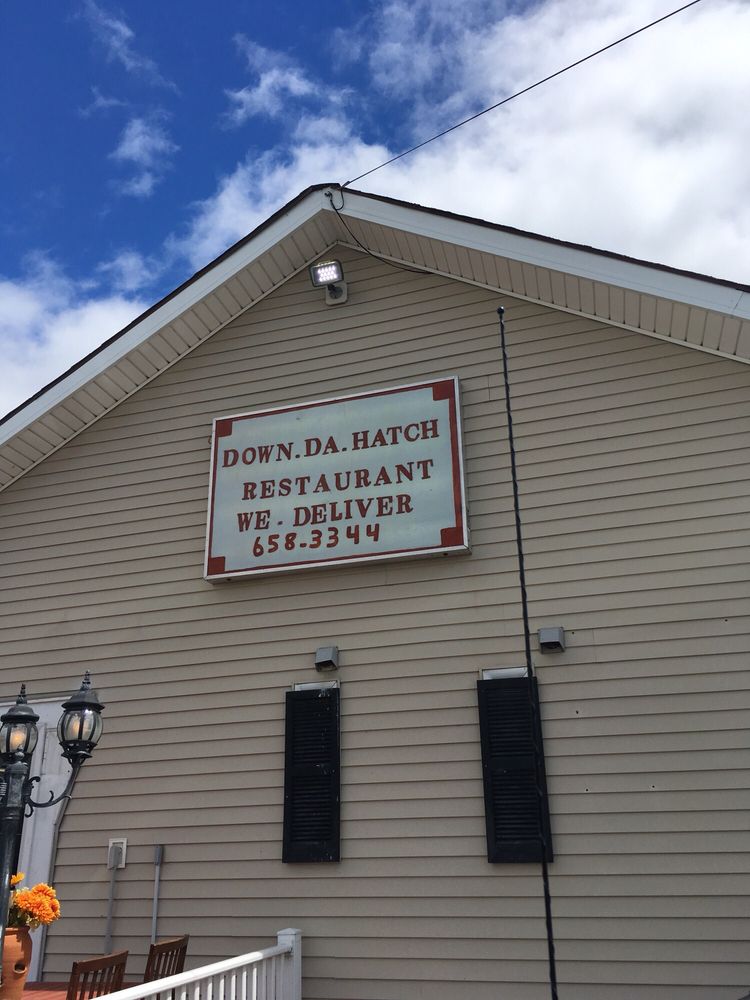 DOWN.DA.HATCH
RESTAURANT
WE-DELIVER
658-3344